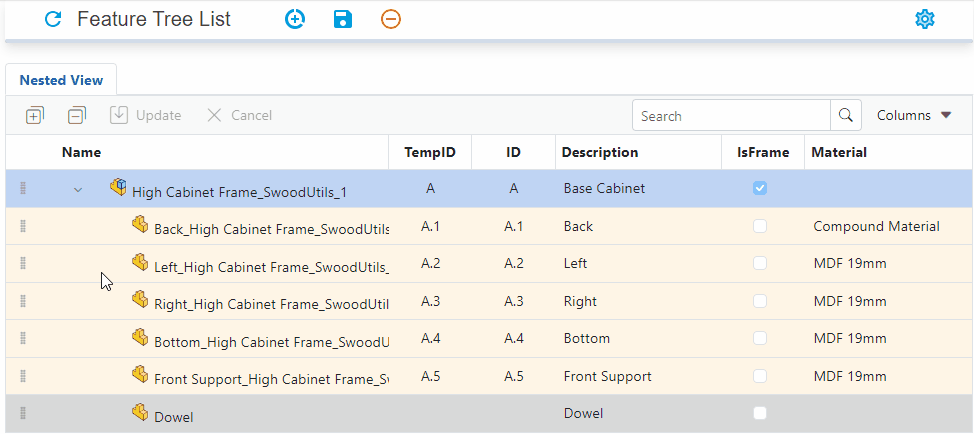 Feature Tree List
Nested View
Update Cancel Search Columns
Name TempID ID Description IsFrame Material
High Cabinet Frame_SwoodUtils_1 A A Base Cabinet
Back_High Cabinet Frame_SwoodUtils A.1 A.1 Back Compound Material
Left_High Cabinet Frame_SwoodUtils_ A.2 A.2 Left MDF 19mm
Right_High Cabinet Frame_SwoodUtil A.3 A.3 Right MDF 19mm
Bottom_High Cabinet Frame_SwoodU A.4 A.4 Bottom MDF 19mm
Front Support_High Cabinet Frame_Sw A.5 A.5 Front Support MDF 19mm
Dowel Dowel